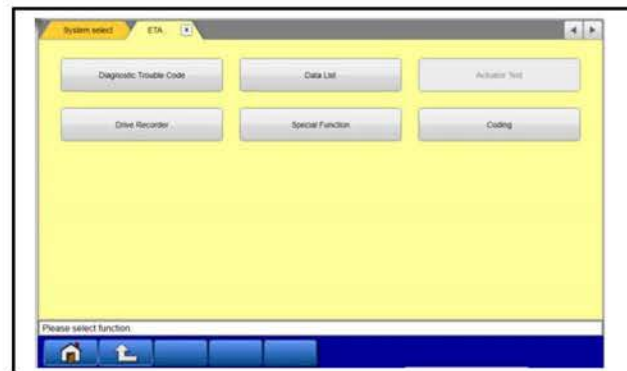 System select ETA
Diagnostic Trouble Code Data List Actuator Test
Drive Recorder Special Function Coding
Please select function.